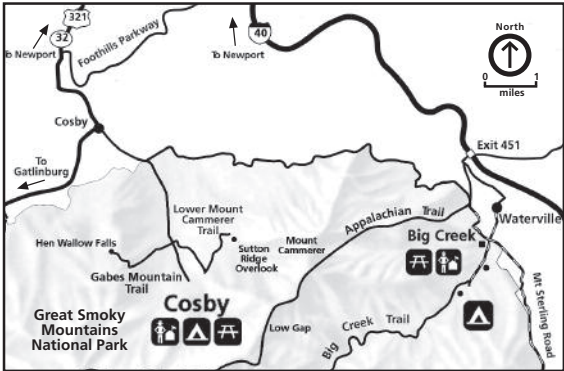 321
32
To Newport
Foothills Parkway
40
To Newport
North
0 1
miles
Cosby
Exit 451
To
Gatlinburg
Lower Mount
Cammerer
Trail
Appalachian Trail
Waterville
Hen Wallow Falls
Sutton
Ridge
Overlook
Mount
Cammerer
Big Creek
Gabes Mountain
Trail
Cosby
Mt Sterling Road
Great Smoky
Mountains
National Park
Low Gap
Big Creek Trail